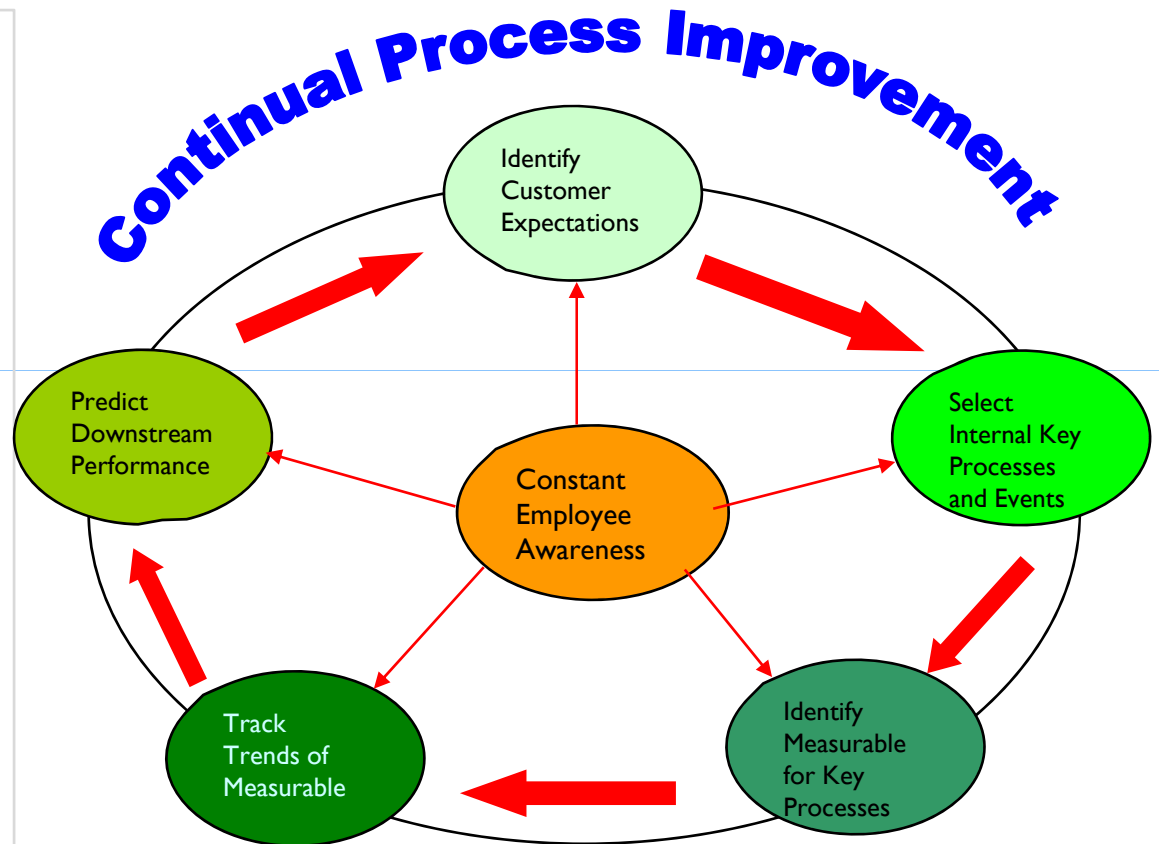 Continual Process Improvement
Identify
Customer
Expectations
Predict
Downstream
Performance
Select
Internal Key
Processes
and Events
Constant
Employee
Awareness
Track
Trends of
Measurable
Identify
Measurable
for Key
Processes